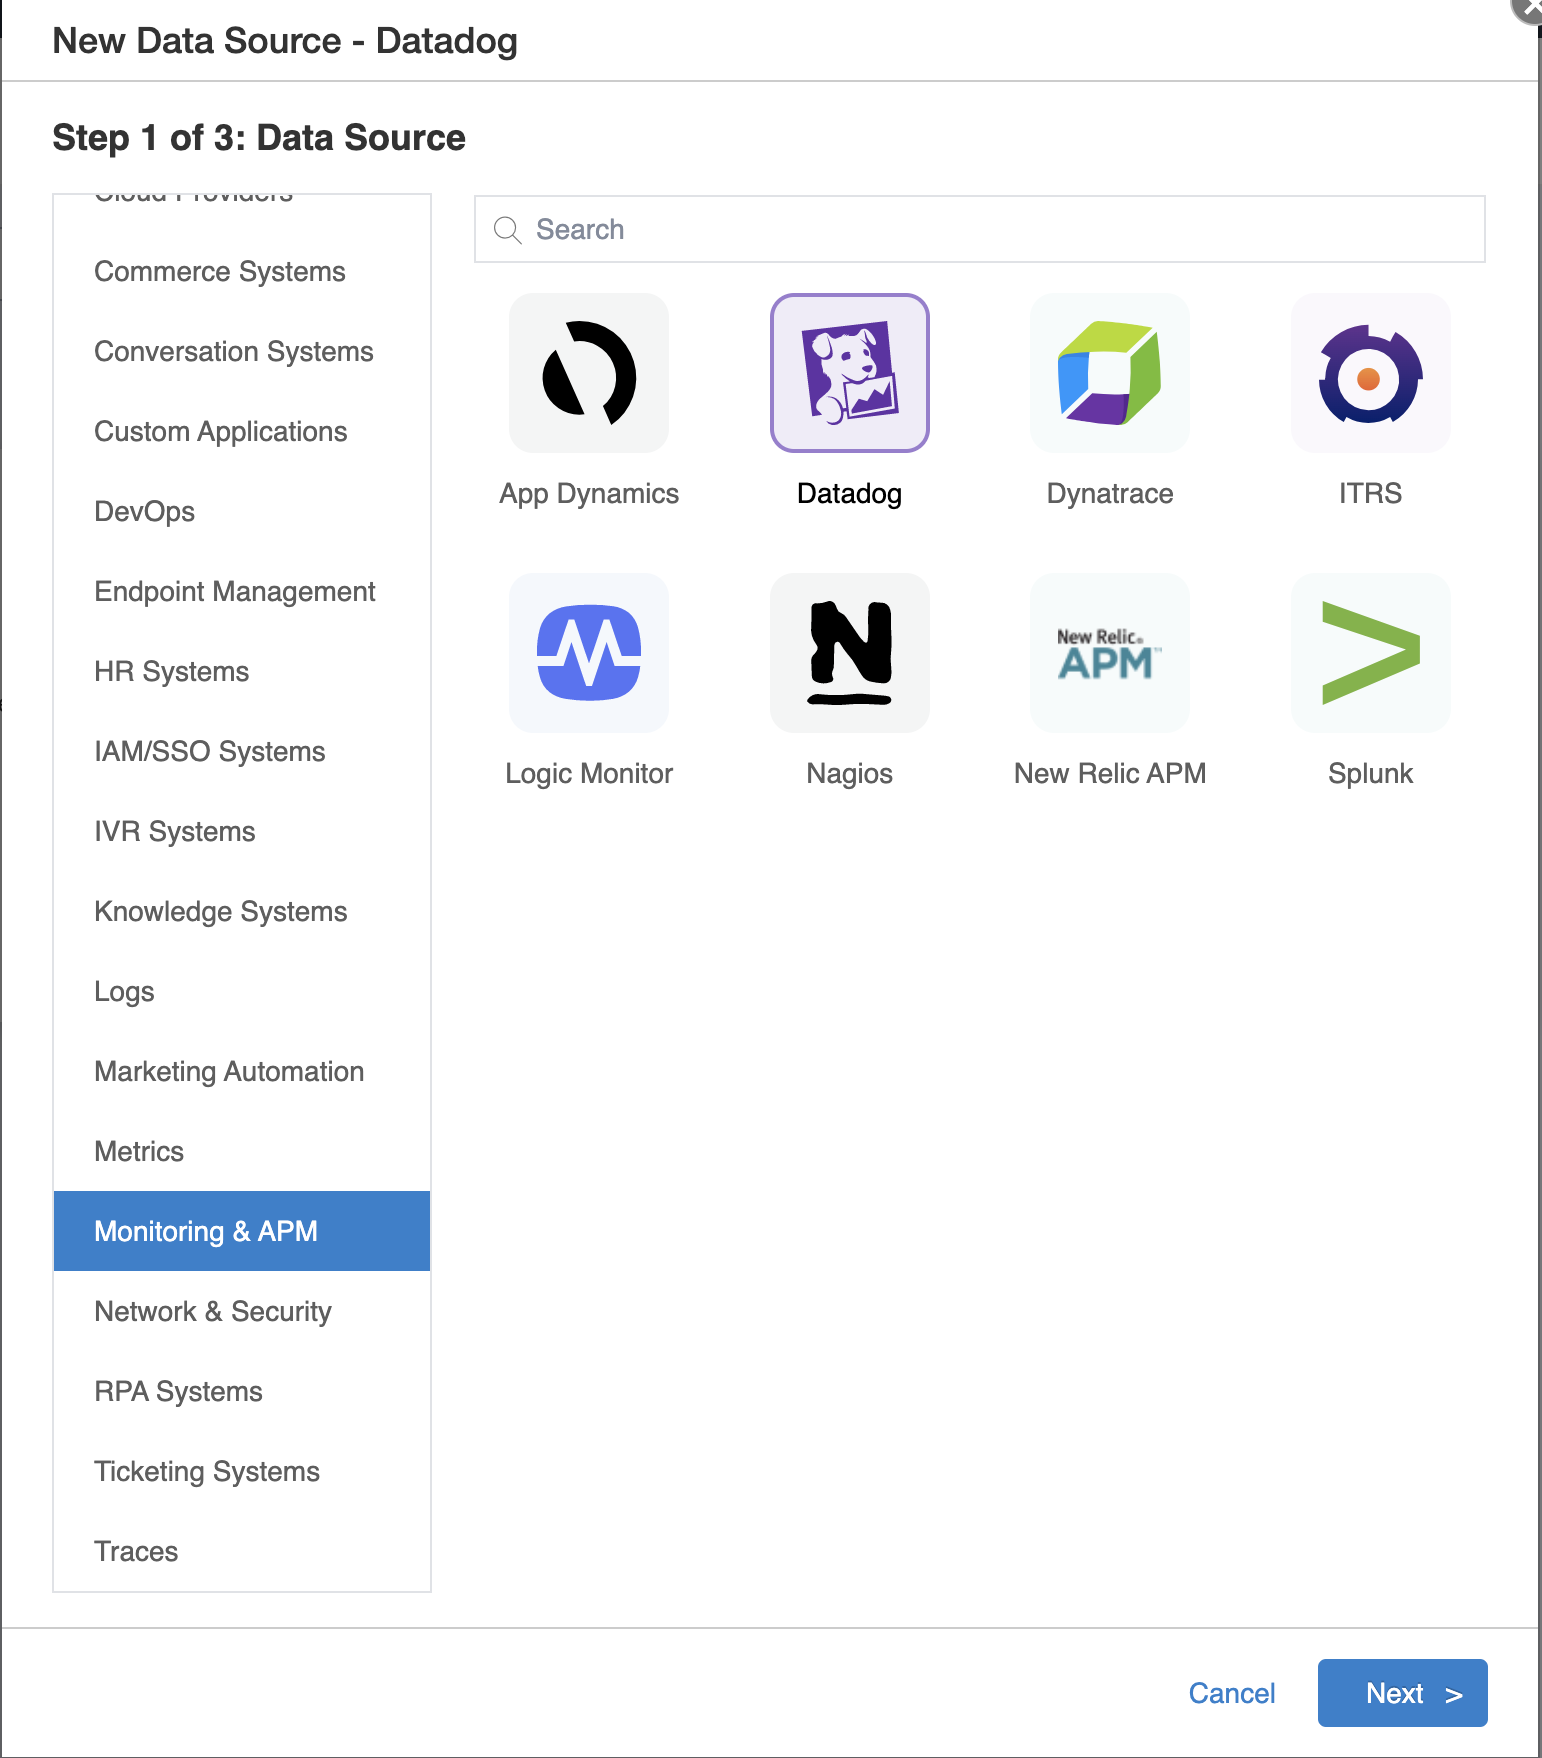 New Data Source - Datadog
Step 1 of 3: Data Source
Cloud Providers
Commerce Systems
Conversation Systems
Custom Applications
DevOps
Endpoint Management
HR Systems
IAM/SSO Systems
IVR Systems
Knowledge Systems
Logs
Marketing Automation
Metrics
Monitoring & APM
Network & Security
RPA Systems
Ticketing Systems
Traces
Search
App Dynamics
Datadog
Dynatrace
ITRS
N
New Relic®
APM™
Logic Monitor
Nagios
New Relic APM
Splunk
Cancel
Next >